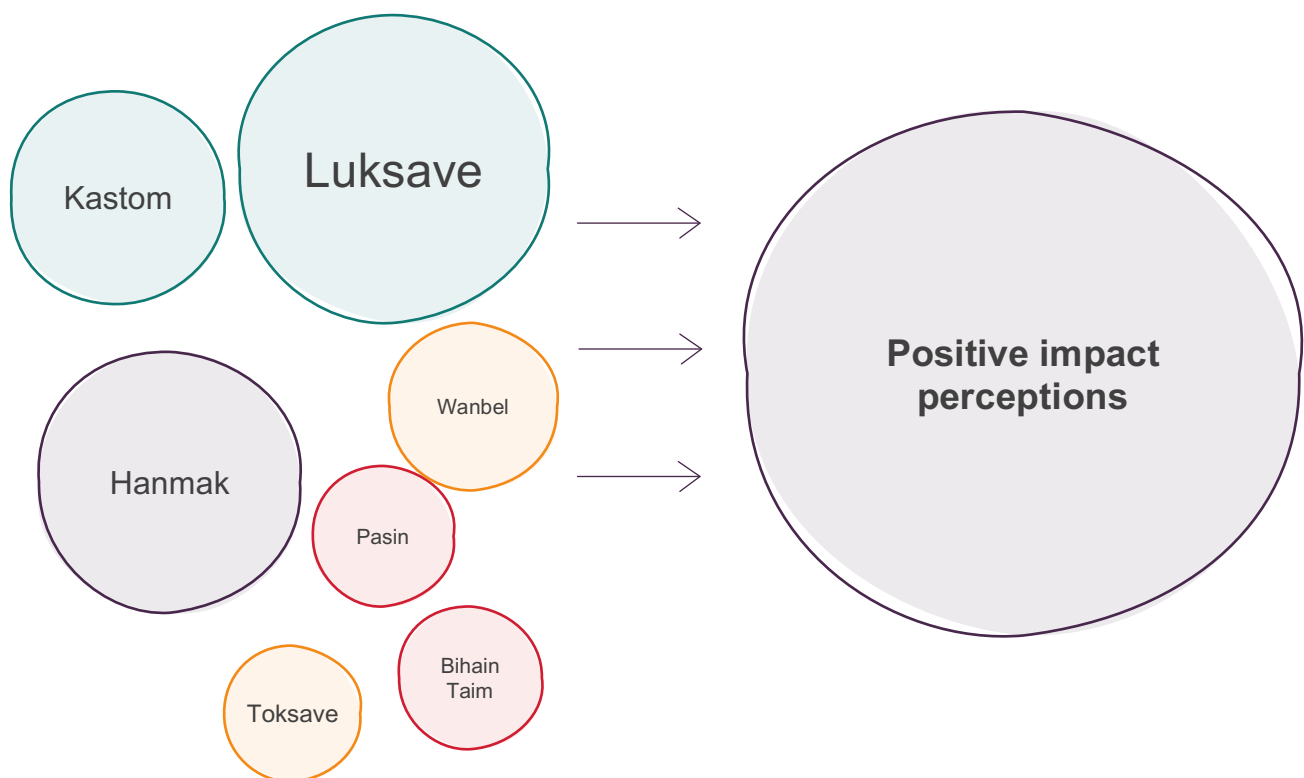 Luksave
Kastom
Wanbel
Hanmak
Pasin
Bihain
Taim
Toksave
Positive impact
perceptions